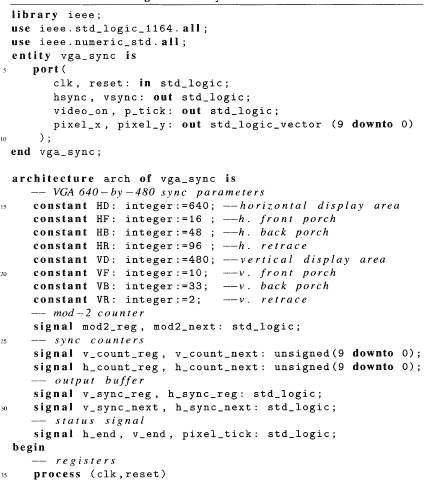 library ieee;
use ieee.std_logic_1164.all;
use ieee.numeric_std.all;
entity vga_sync is
5 port(
clk, reset: in std_logic;
hsync, vsync: out std_logic;
video_on, p_tick: out std_logic;
pixel_x, pixel_y: out std_logic_vector (9 downto 0)
10 );
end vga_sync;
architecture arch of vga_sync is
-- VGA 640-by-480 sync parameters
15 constant HD: integer:=640; --horizontal display area
constant HF: integer:=16 ; --h. front porch
constant HB: integer:=48 ; --h. back porch
constant HR: integer:=96 ; --h. retrace
constant VD: integer:=480; --vertical display area
20 constant VF: integer:=10; --v. front porch
constant VB: integer:=33; --v. back porch
constant VR: integer:=2; --v. retrace
-- mod-2 counter
signal mod2_reg, mod2_next: std_logic;
25 -- sync counters
signal v_count_reg, v_count_next: unsigned(9 downto 0);
signal h_count_reg, h_count_next: unsigned(9 downto 0);
-- output buffer
signal v_sync_reg, h_sync_reg: std_logic;
30 signal v_sync_next, h_sync_next: std_logic;
-- status signal
signal h_end, v_end, pixel_tick: std_logic;
begin
-- registers
35 process (clk,reset)